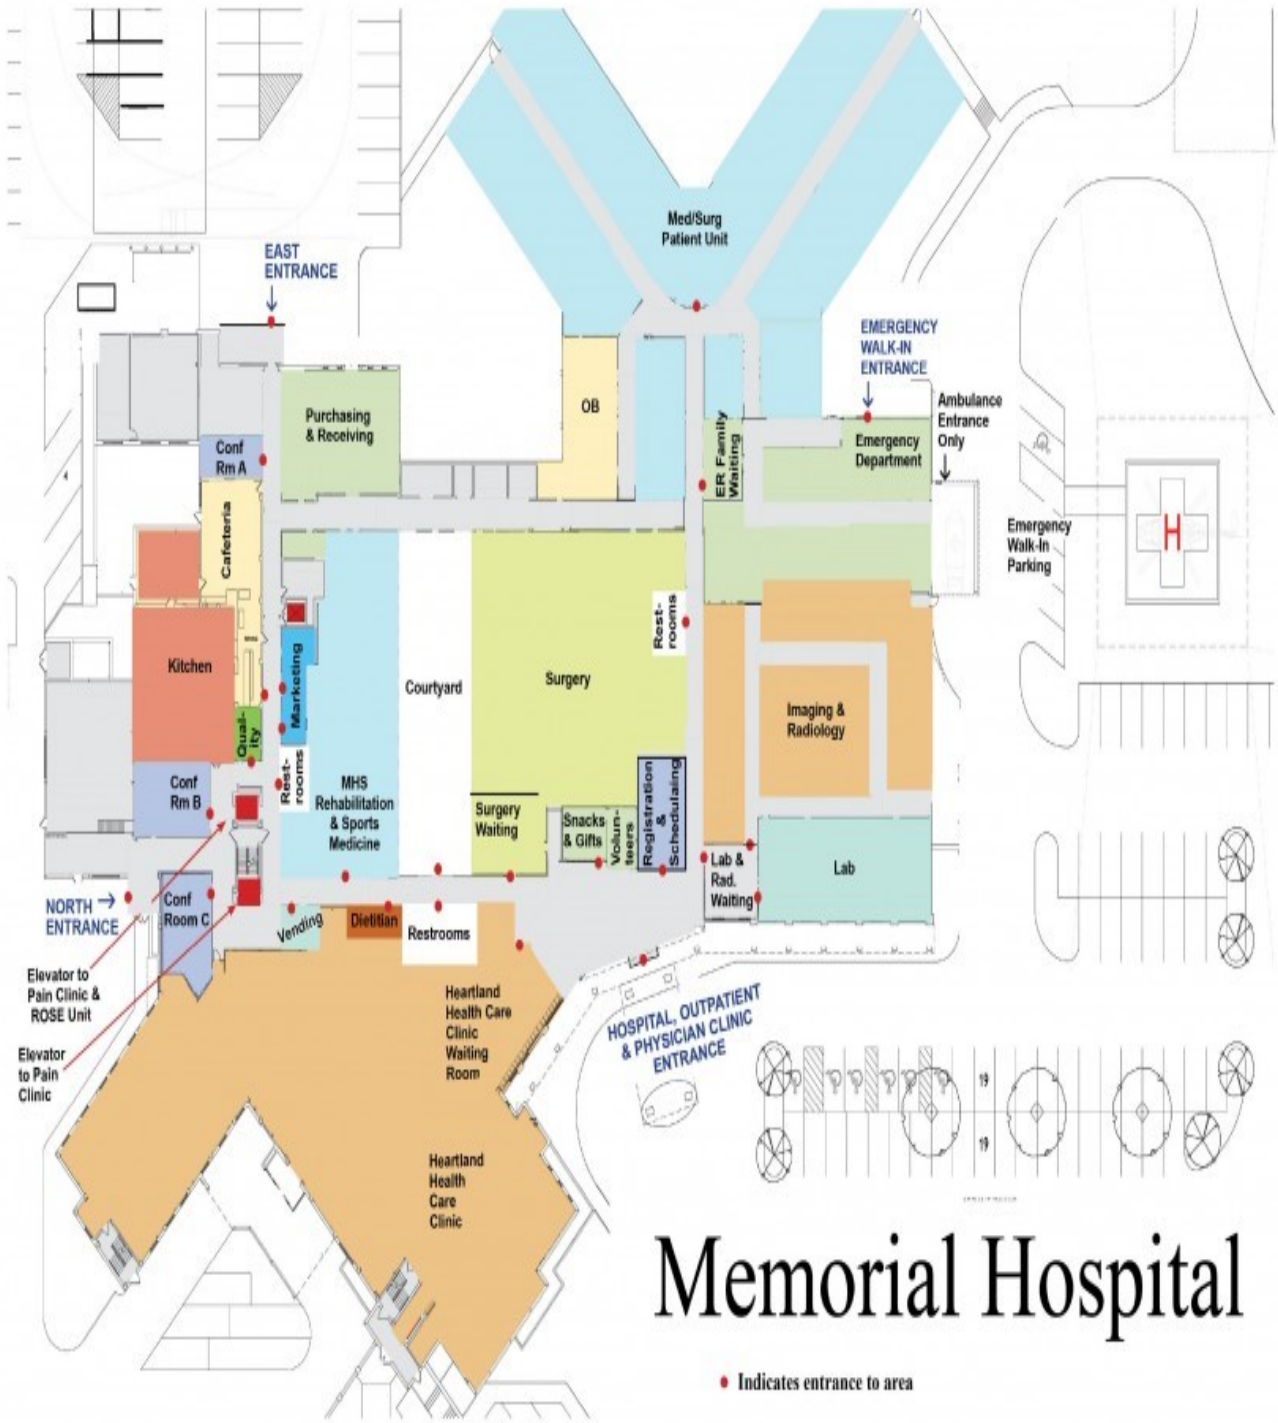 Med/Surg
Patient Unit
EAST
ENTRANCE
EMERGENCY
WALK-IN
ENTRANCE
Ambulance
Entrance
Only
Purchasing
& Receiving
OB
ER Family
Waiting
Emergency
Department
Conf
Rm A
Cafeteria
Emergency
Walk-In
Parking
H
Rest-
rooms
Kitchen
Marketing
Courtyard
Surgery
Imaging &
Radiology
Qual-
ity
Rest-
rooms
Conf
Rm B
MHS
Rehabilitation
& Sports
Medicine
Surgery
Waiting
Snacks
& Gifts
Volun-
teers
Registration
&
Schedulaing
Lab &
Rad.
Waiting
Lab
NORTH
ENTRANCE
Conf
Room C
Vending
Dietitian
Restrooms
Elevator to
Pain Clinic &
ROSE Unit
Elevator
to Pain
Clinic
Heartland
Health Care
Clinic
Waiting
Room
HOSPITAL, OUTPATIENT
& PHYSICIAN CLINIC
ENTRANCE
19
19
Heartland
Health
Care
Clinic
Memorial Hospital
Indicates entrance to area